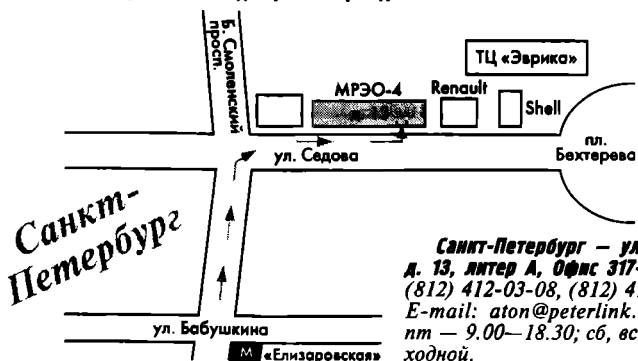 Б. Смоленский
просп.
ТЦ «Эврика»
МРЭО-4
Renault
д. 13
Shell
ул. Седова
пл.
Бехтерева
Санкт-
Петербург
Санкт-Петербург — ул
д. 13, литер А, Офис 317-
(812) 412-03-08, (812) 4
E-mail: aton@peterlink.
пт — 9.00—18.30; сб, вс
ходной.
ул. Бабушкина
М «Елизаровская»